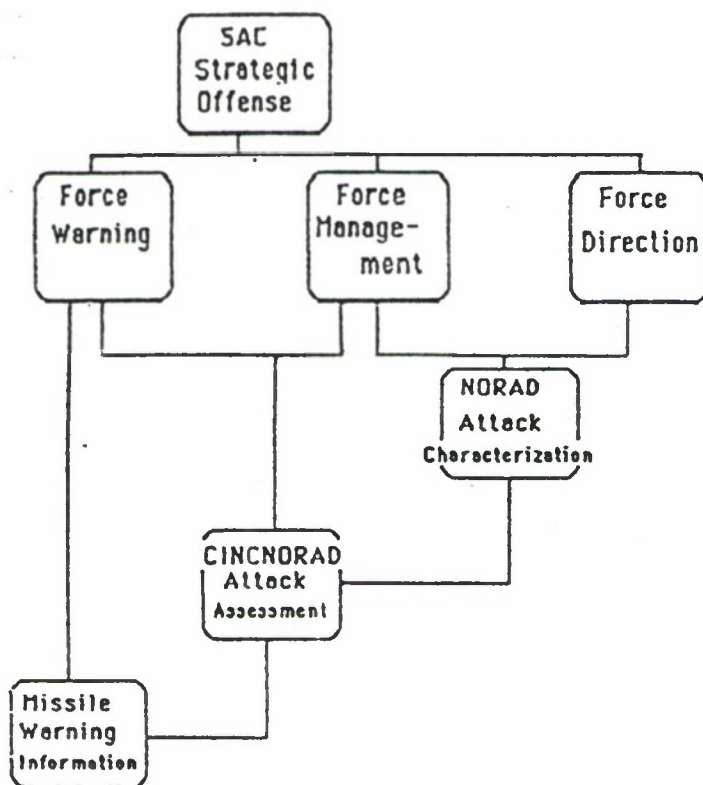 SAC
Strategic
Offense
Force
Warning
Force
Manage-
ment
Force
Direction
NORAD
Attack
Characterization
CINCNORAD
Attack
Assessment
Missile
Warning
Information